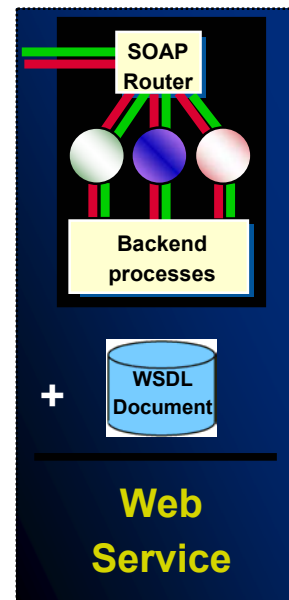 SOAP
Router
Backend
processes
+
WSDL
Document
Web
Service